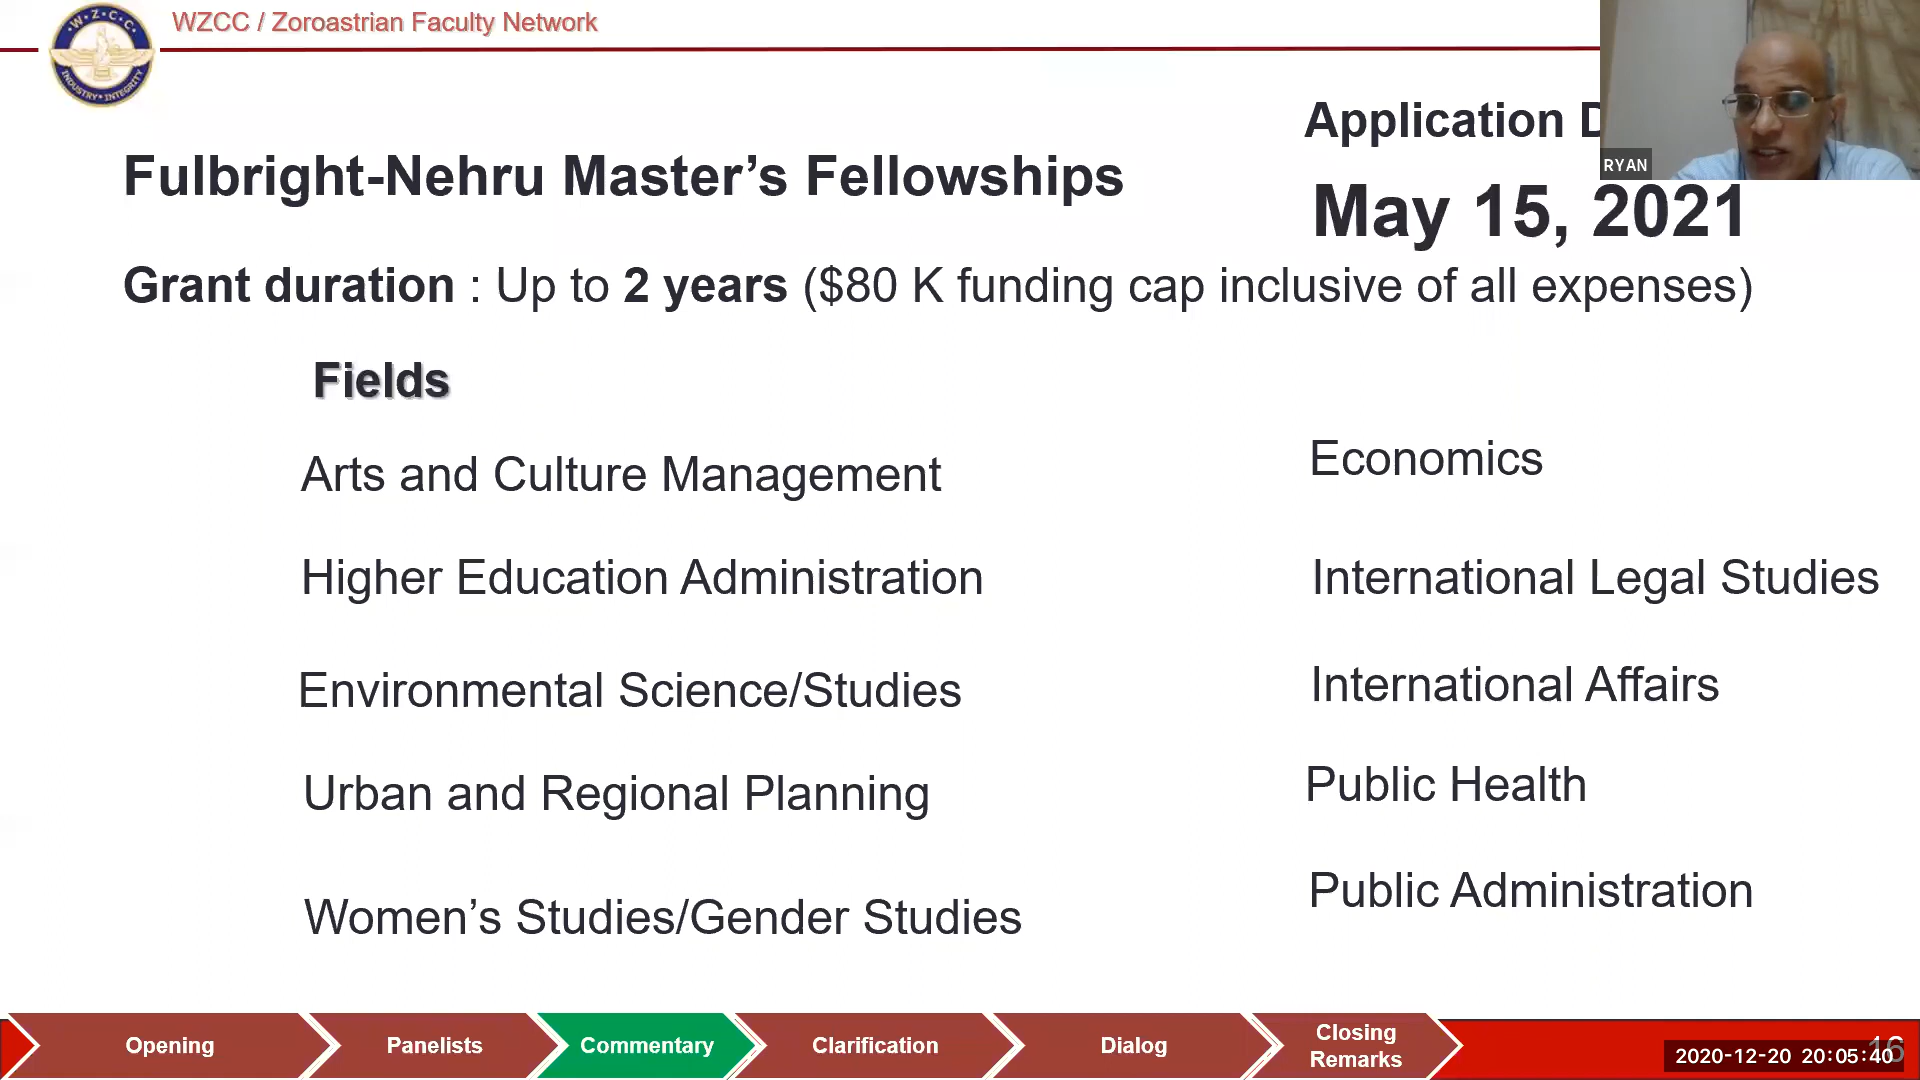 WZCC / Zoroastrian Faculty Network
W•Z•C•C
INDUSTRY • INTEGRITY
Application
RYAN
Fulbright-Nehru Master’s Fellowships
May 15, 2021
Grant duration : Up to 2 years ($80 K funding cap inclusive of all expenses)
Fields
Arts and Culture Management
Economics
Higher Education Administration
International Legal Studies
Environmental Science/Studies
International Affairs
Urban and Regional Planning
Public Health
Women’s Studies/Gender Studies
Public Administration
Opening
Panelists
Commentary
Clarification
Dialog
Closing
Remarks
16
2020-12-20 20:05:40